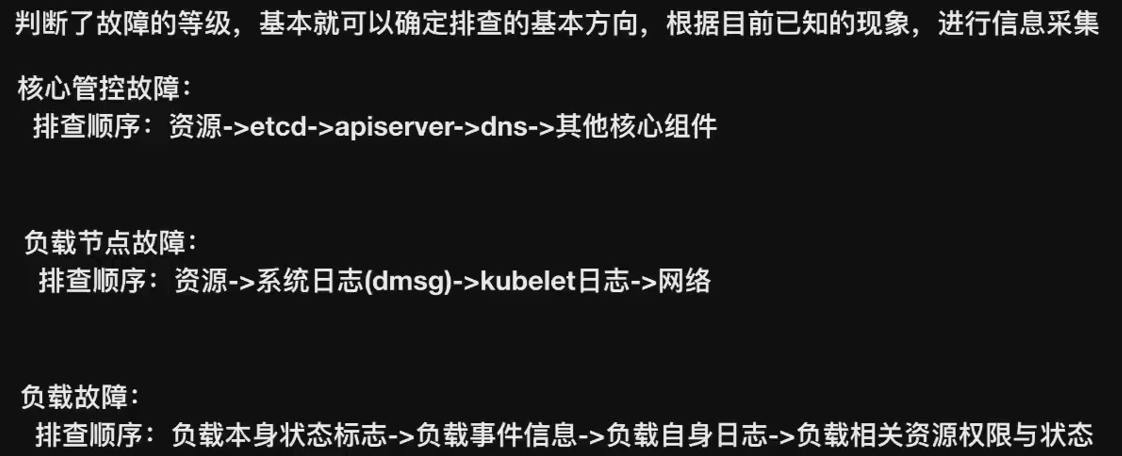 判断了故障的等级，基本就可以确定排查的基本方向，根据目前已知的现象，进行信息采集
核心管控故障：
排查顺序：资源->etcd->apiserver->dns->其他核心组件
负载节点故障：
排查顺序：资源->系统日志(dmsg)->kubelet日志->网络
负载故障：
排查顺序：负载本身状态标志->负载事件信息->负载自身日志->负载相关资源权限与状态